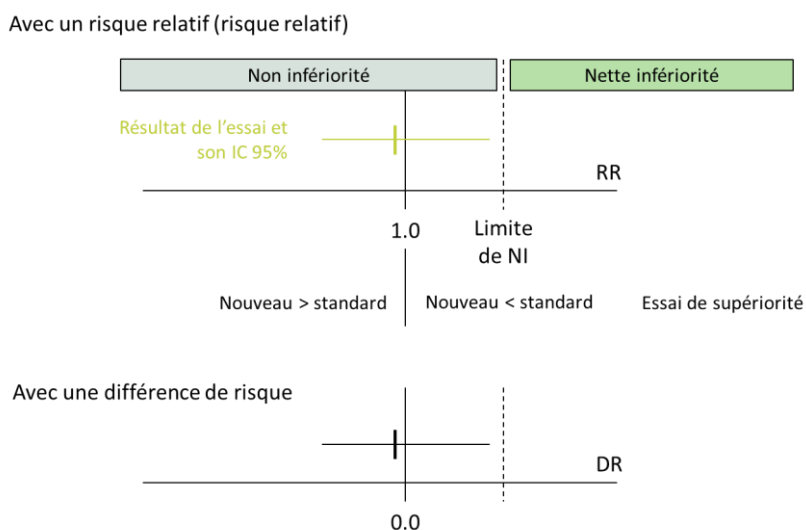 Avec un risque relatif (risque relatif)
Non infériorité
Nette infériorité
Résultat de l'essai et
son IC 95%
RR
1.0
Limite
de NI
Nouveau > standard
Nouveau < standard
Essai de supériorité
Avec une différence de risque
DR
0.0